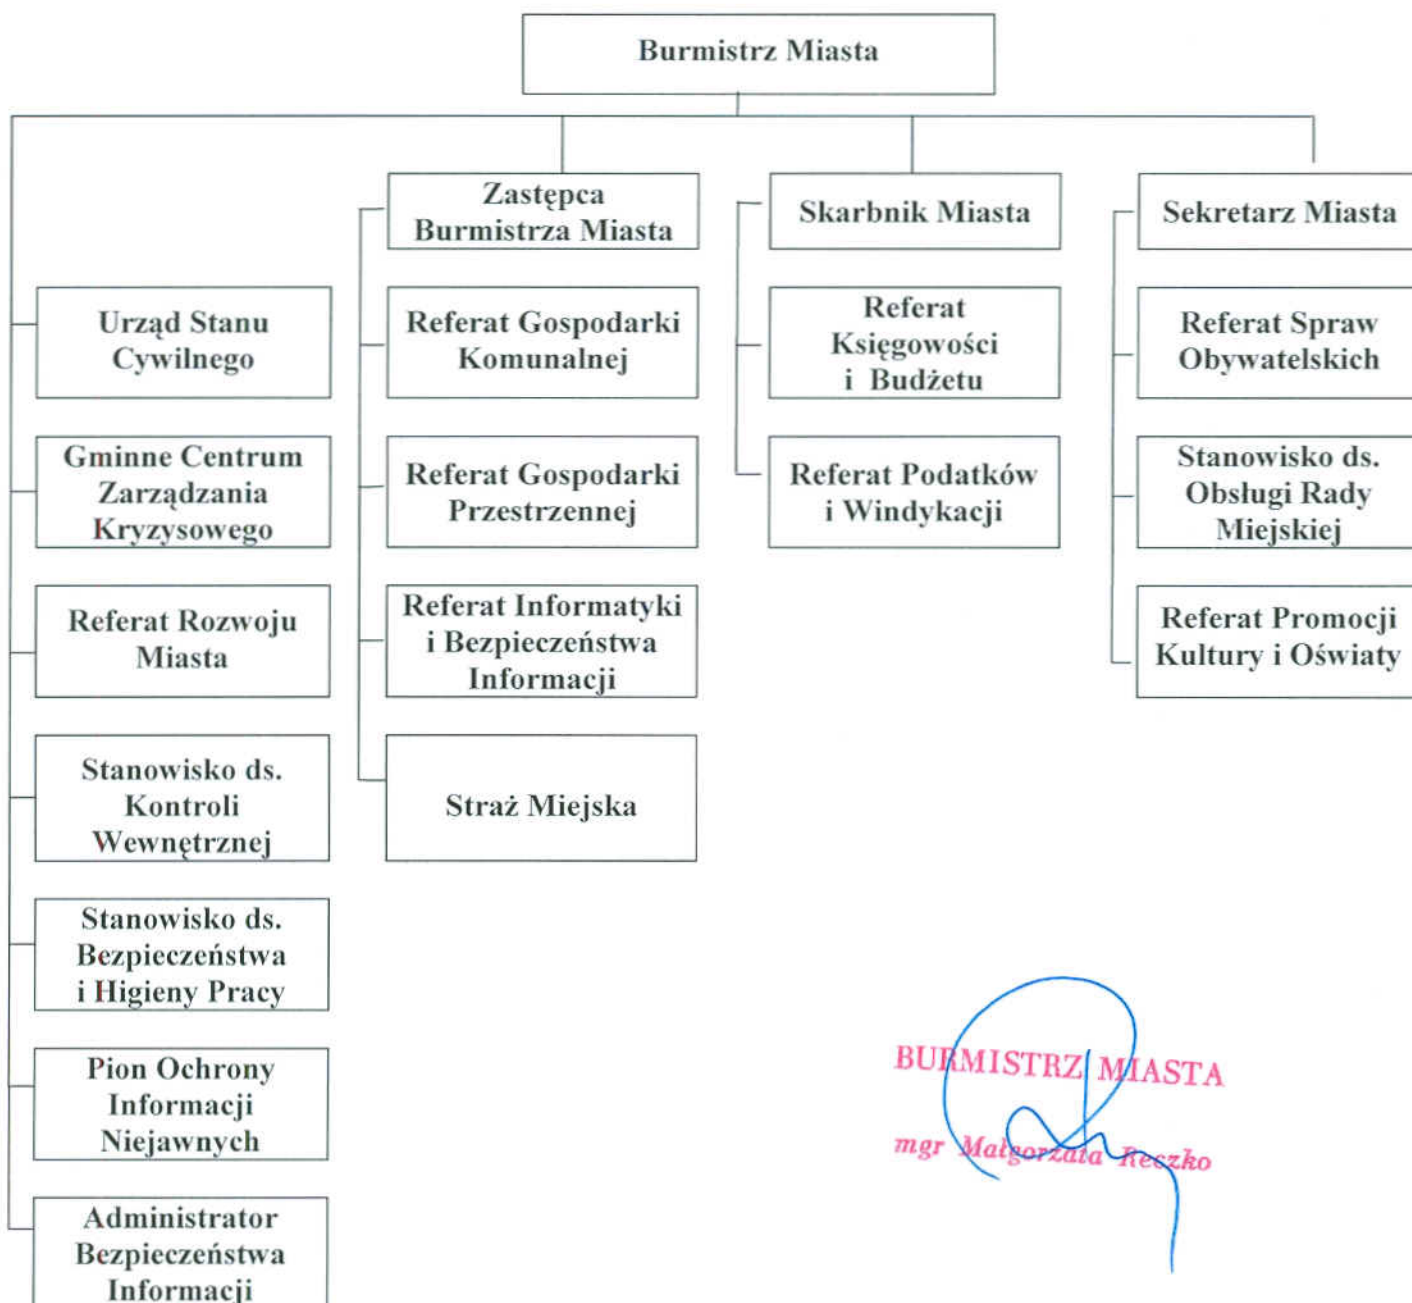 Burmistrz Miasta
Zastępca
Burmistrza Miasta
Skarbnik Miasta
Sekretarz Miasta
Urząd Stanu
Cywilnego
Gminne Centrum
Zarządzania
Kryzysowego
Referat Rozwoju
Miasta
Stanowisko ds.
Kontroli
Wewnętrznej
Stanowisko ds.
Bezpieczeństwa
i Higieny Pracy
Pion Ochrony
Informacji
Niejawnych
Administrator
Bezpieczeństwa
Informacji
Referat Gospodarki
Komunalnej
Referat Gospodarki
Przestrzennej
Referat Informatyki
i Bezpieczeństwa
Informacji
Straż Miejska
Referat
Księgowości
i Budżetu
Referat Podatków
i Windykacji
Referat Spraw
Obywatelskich
Stanowisko ds.
Obsługi Rady
Miejskiej
Referat Promocji
Kultury i Oświaty
BURMISTRZ MIASTA
mgr Małgorzata Reczko